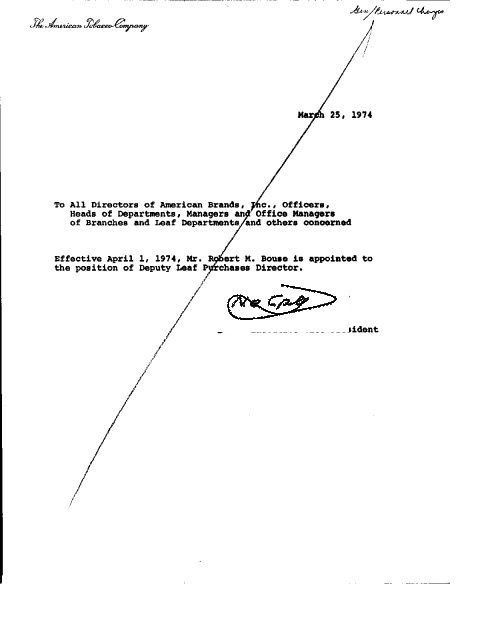 Gen/Personnel Changes
The American Tobacco Company
March 25, 1974
To All Directors of American Brands, Inc., Officers,
Heads of Departments, Managers and Office Managers
of Branches and Leaf Departments and others concerned
Effective April 1, 1974, Mr. Robert M. Bouse is appointed to
the position of Deputy Leaf Purchases Director.
sident